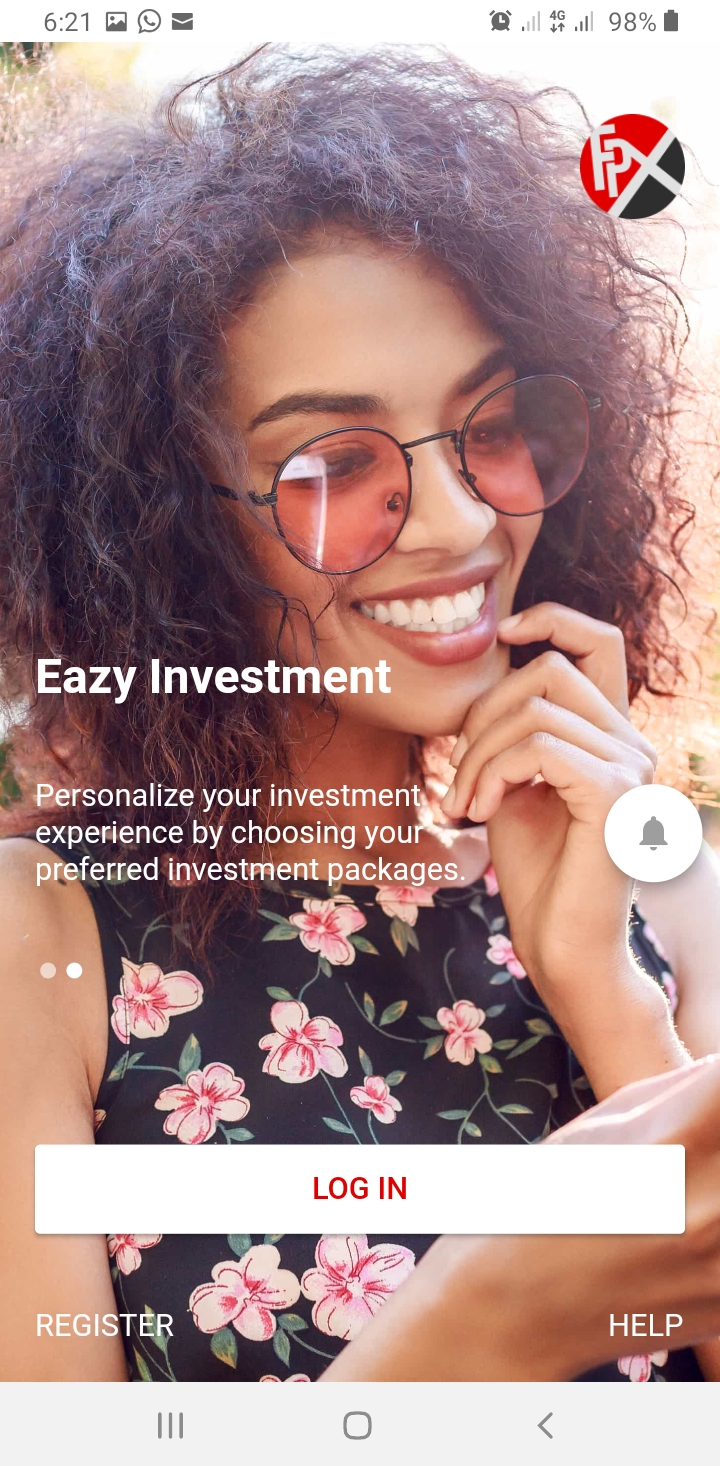 6:21 4G 98%
FPX
Eazy Investment
Personalize your investment
experience by choosing your
preferred investment packages.
LOG IN
REGISTER HELP